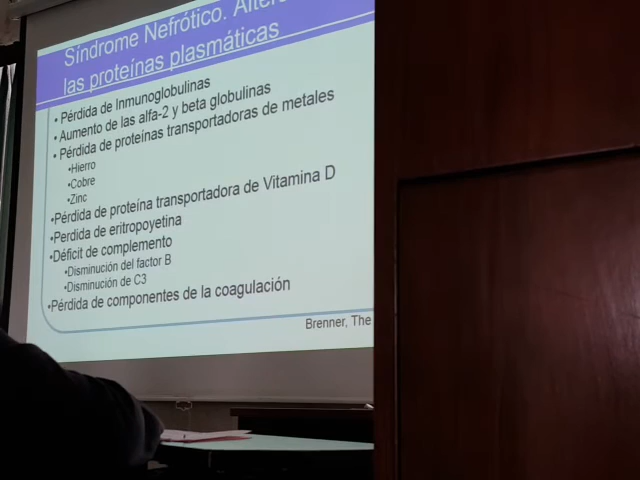 Síndrome Nefrótico.
las proteínas plasmáticas
• Pérdida de Inmunoglobulinas
• Aumento de las alfa-2 y beta globulinas
• Pérdida de proteínas transportadoras de metales
•Hierro
•Cobre
•Zinc
•Pérdida de proteína transportadora de Vitamina D
•Perdida de eritropoyetina
•Déficit de complemento
•Disminución del factor B
•Disminución de C3
•Pérdida de componentes de la coagulación
Brenner, The